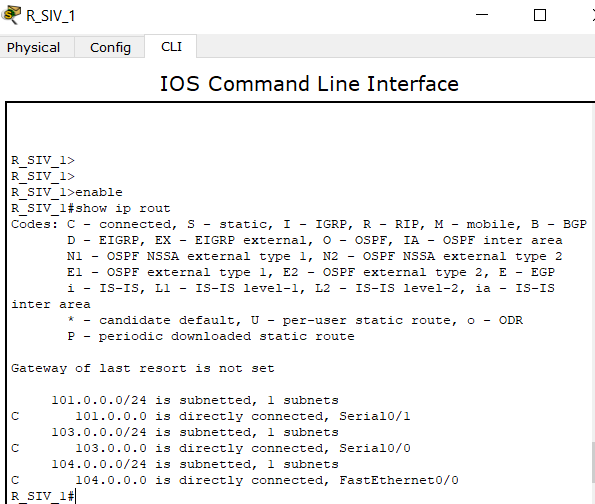 R_SIV_1
Physical Config CLI
IOS Command Line Interface
R_SIV_1>
R_SIV_1>
R_SIV_1>enable
R_SIV_1#show ip rout
Codes: C - connected, S - static, I - IGRP, R - RIP, M - mobile, B - BGP
       D - EIGRP, EX - EIGRP external, O - OSPF, IA - OSPF inter area
       N1 - OSPF NSSA external type 1, N2 - OSPF NSSA external type 2
       E1 - OSPF external type 1, E2 - OSPF external type 2, E - EGP
       i - IS-IS, L1 - IS-IS level-1, L2 - IS-IS level-2, ia - IS-IS
inter area
       * - candidate default, U - per-user static route, o - ODR
       P - periodic downloaded static route
Gateway of last resort is not set
     101.0.0.0/24 is subnetted, 1 subnets
C       101.0.0.0 is directly connected, Serial0/1
     103.0.0.0/24 is subnetted, 1 subnets
C       103.0.0.0 is directly connected, Serial0/0
     104.0.0.0/24 is subnetted, 1 subnets
C       104.0.0.0 is directly connected, FastEthernet0/0
R_SIV_1#